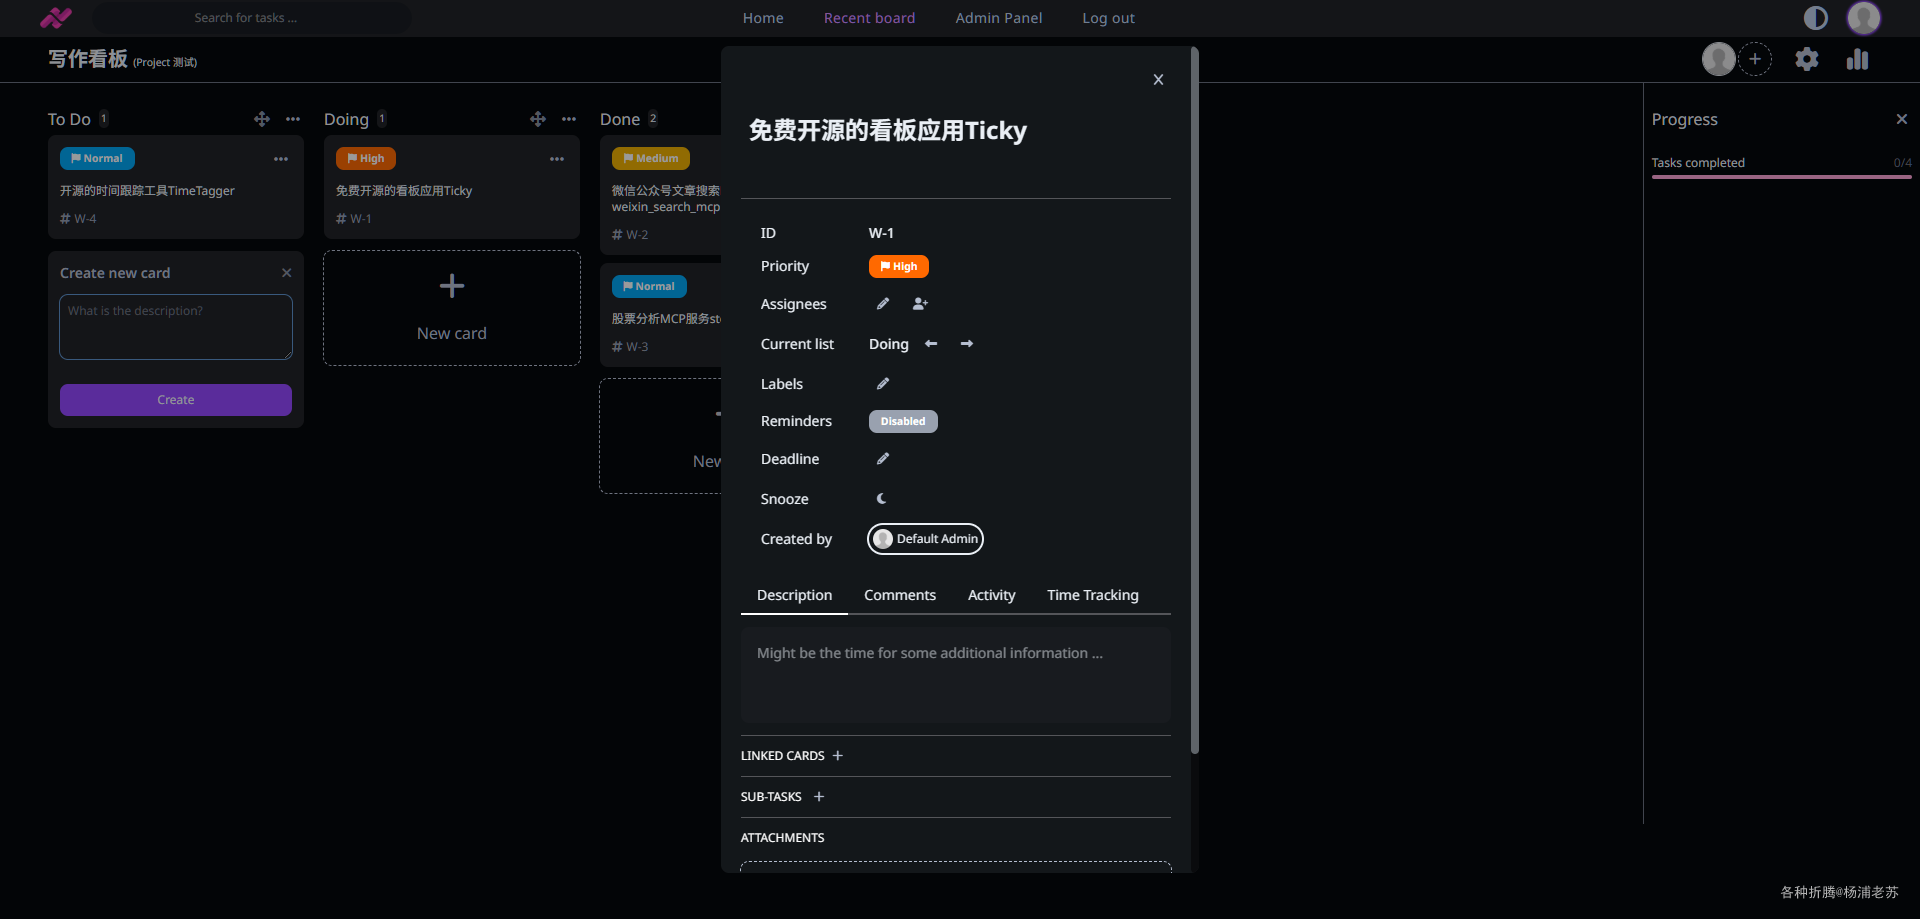 Search for tasks ...
Home
Recent board
Admin Panel
Log out
写作看板 (Project 测试)
To Do 1
Normal
开源的时间跟踪工具TimeTagger
# W-4
Create new card
What is the description?
Create
Doing 1
High
免费开源的看板应用Ticky
# W-1
New card
Done 2
Medium
微信公众号文章搜索
weixin_search_mcp
# W-2
Normal
股票分析MCP服务sto
# W-3
New
免费开源的看板应用Ticky
ID W-1
Priority High
Assignees
Current list Doing
Labels
Reminders Disabled
Deadline
Snooze
Created by Default Admin
Description Comments Activity Time Tracking
Might be the time for some additional information ...
LINKED CARDS +
SUB-TASKS +
ATTACHMENTS
Progress
Tasks completed 0/4
各种折腾@杨浦老苏